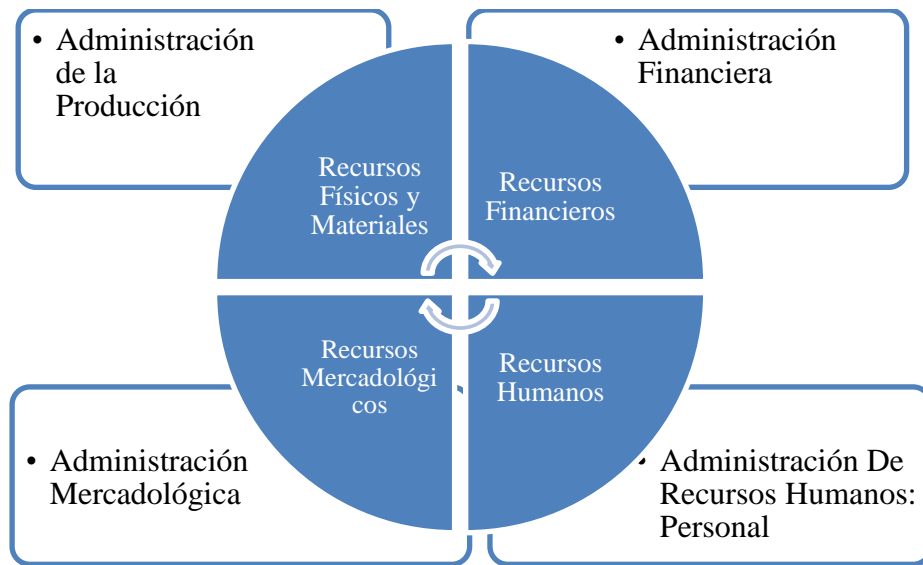 • Administración
de la
Producción
• Administración
Financiera
Recursos
Físicos y
Materiales
Recursos
Financieros
Recursos
Mercadológi
cos
Recursos
Humanos
• Administración
Mercadológica
• Administración De
Recursos Humanos:
Personal